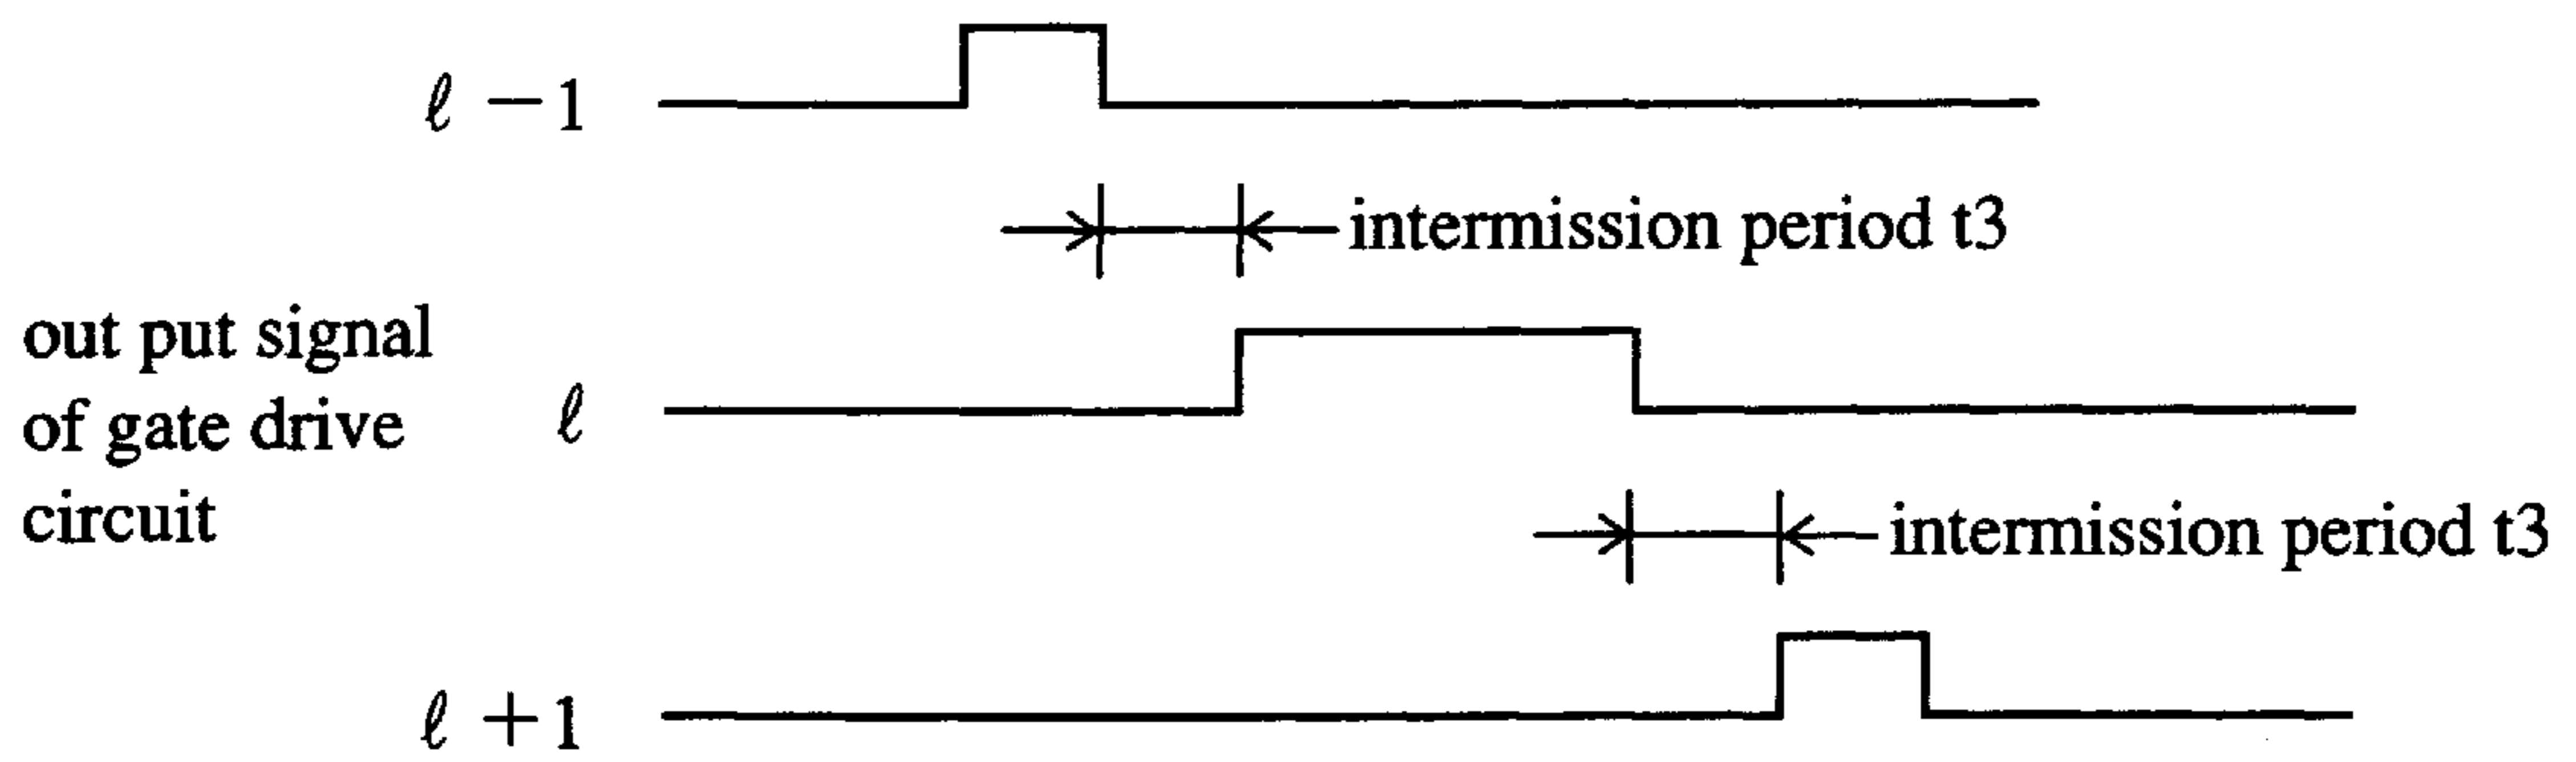 ℓ −1
intermission period t3
out put signal
of gate drive
circuit
ℓ
intermission period t3
ℓ +1